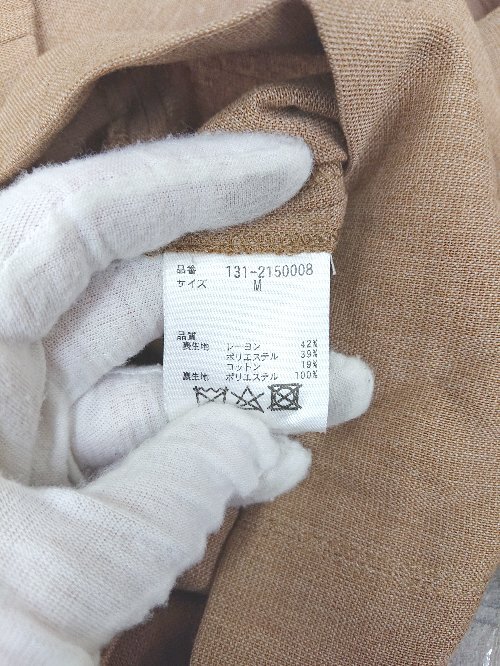 品番 131-2150008
サイズ M
品質
表生地 レーヨン 42%
ポリエステル 39%
コットン 19%
裏生地 ポリエステル 100%